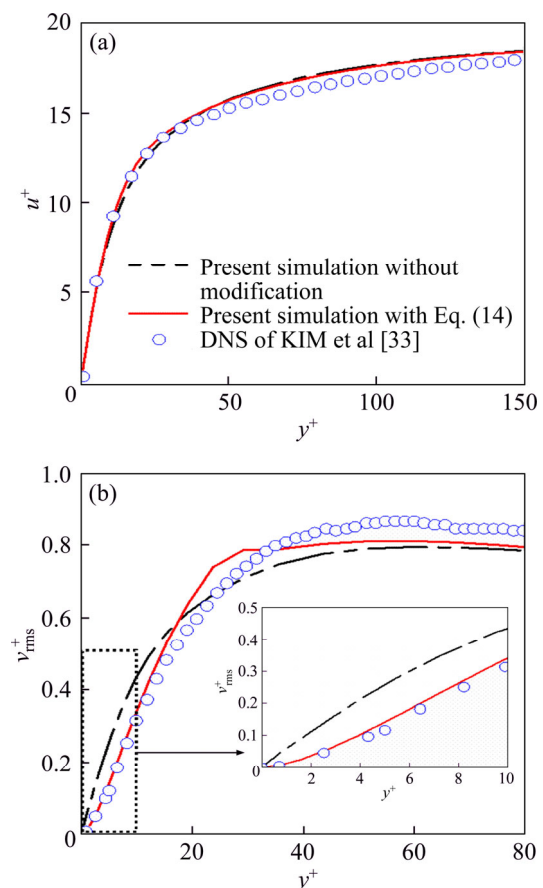 20
(a)
15
10
5
0
u+
Present simulation without
modification
Present simulation with Eq. (14)
DNS of KIM et al [33]
50
100
150
y+
1.0
(b)
0.8
0.6
0.4
0.2
0
v+rms
0.5
0.4
0.3
0.2
0.1
v+rms
2
4
6
8
10
y+
20
40
60
80
y+